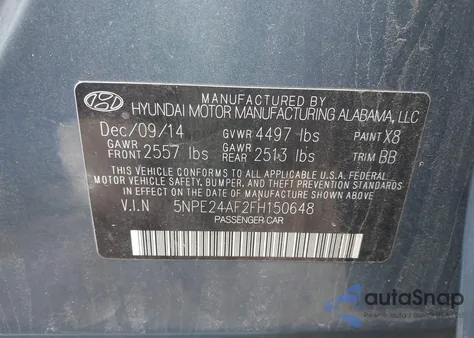 MANUFACTURED BY
HYUNDAI MOTOR MANUFACTURING ALABAMA, LLC
Dec/09/14 GVWR 4497 lbs PAINT X8
GAWR FRONT 2557 lbs GAWR REAR 2513 lbs TRIM BB
THIS VEHICLE CONFORMS TO ALL APPLICABLE U.S.A. FEDERAL
MOTOR VEHICLE SAFETY, BUMPER, AND THEFT PREVENTION STANDARDS
IN EFFECT ON THE DATE OF MANUFACTURE SHOWN ABOVE.
V.I.N 5NPE24AF2FH150648
PASSENGER CAR
autoSnap